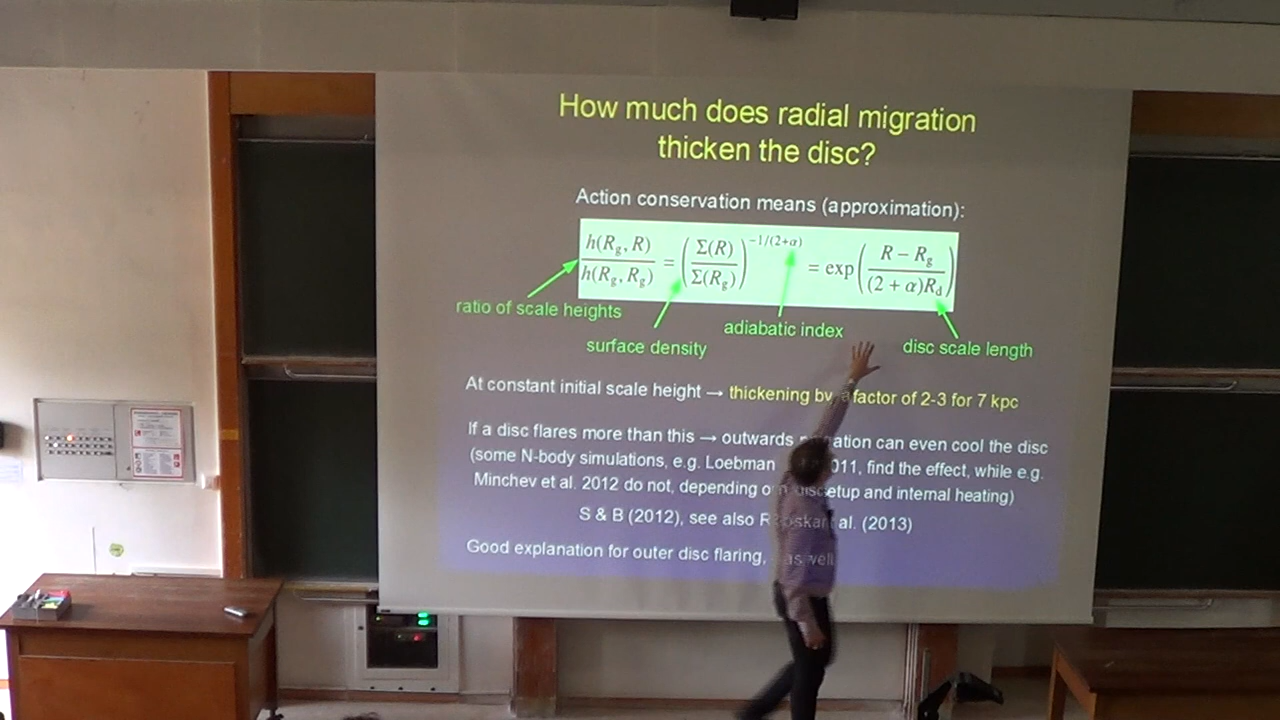 How much does radial migration
thicken the disc?
Action conservation means (approximation):
h(Rg, R) / h(Rg, Rg) = (Σ(R) / Σ(Rg))^−1/(2+α) = exp((R − Rg) / ((2 + α)Rd))
ratio of scale heights
surface density
adiabatic index
disc scale length
At constant initial scale height → thickening by a factor of 2-3 for 7 kpc
If a disc flares more than this → outwards migration can even cool the disc
(some N-body simulations, e.g. Loebman 2011, find the effect, while e.g.
Minchev et al. 2012 do not, depending on setup and internal heating)
S & B (2012), see also al. (2013)
Good explanation for outer disc flaring, as well